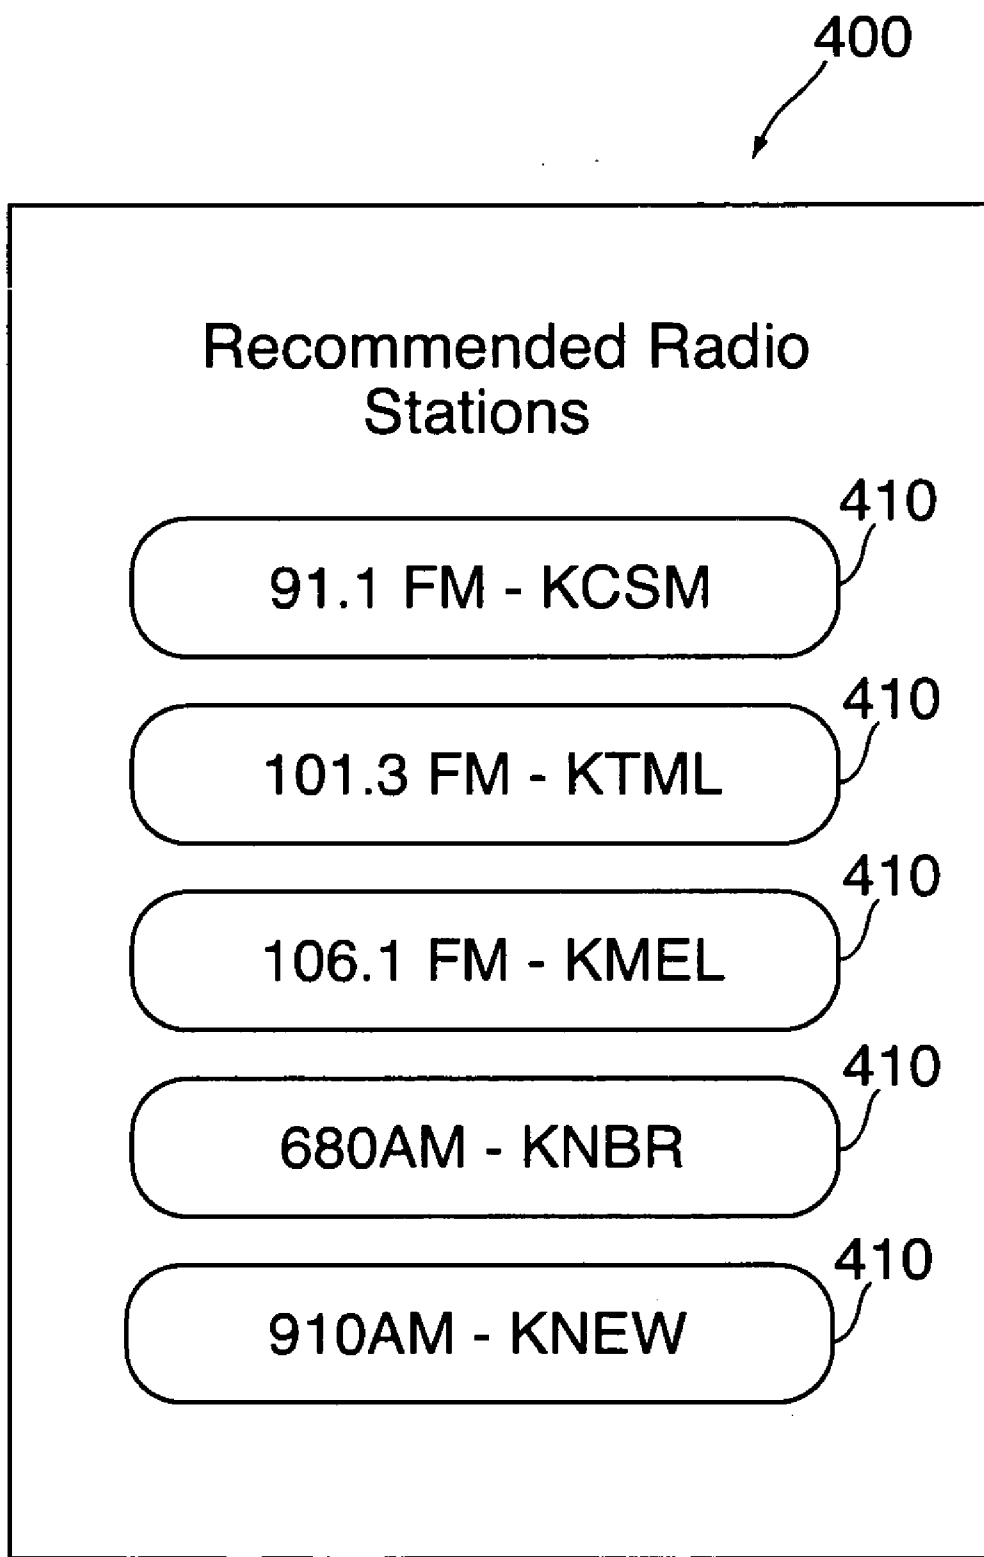 400
Recommended Radio
Stations
410
91.1 FM - KCSM
410
101.3 FM - KTML
410
106.1 FM - KMEL
410
680AM - KNBR
410
910AM - KNEW